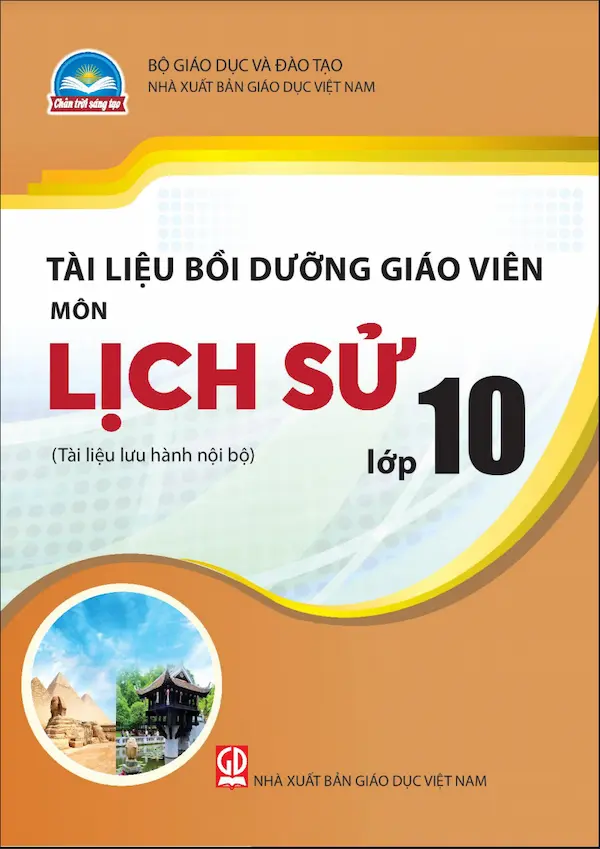 BỘ GIÁO DỤC VÀ ĐÀO TẠO
NHÀ XUẤT BẢN GIÁO DỤC VIỆT NAM
Chân trời sáng tạo
TÀI LIỆU BỒI DƯỠNG GIÁO VIÊN
MÔN
LỊCH SỬ
(Tài liệu lưu hành nội bộ)
lớp 10
GD
NHÀ XUẤT BẢN GIÁO DỤC VIỆT NAM